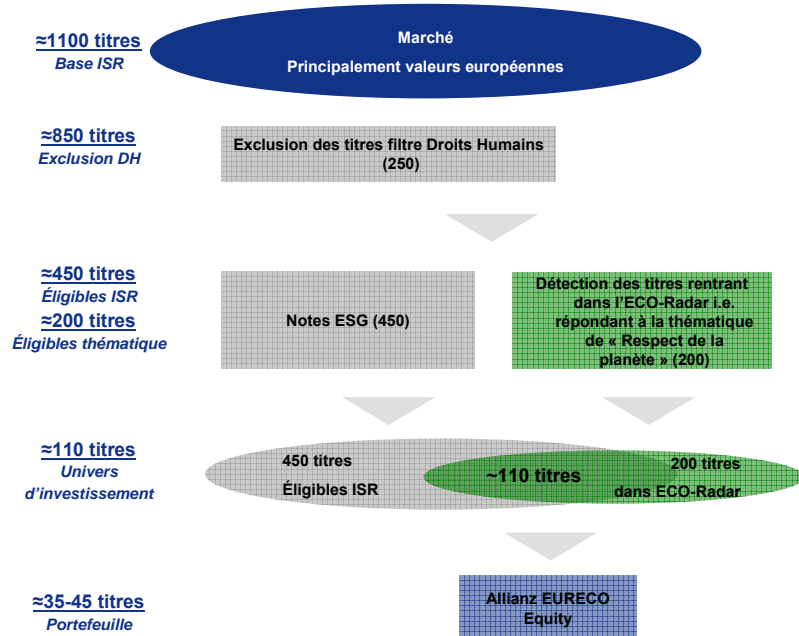 ≈1100 titres
Base ISR
Marché
Principalement valeurs européennes
≈850 titres
Exclusion DH
Exclusion des titres filtre Droits Humains
(250)
≈450 titres
Éligibles ISR
≈200 titres
Éligibles thématique
Notes ESG (450)
Détection des titres rentrant
dans l'ECO-Radar i.e.
répondant à la thématique
de « Respect de la
planète » (200)
≈110 titres
Univers
d'investissement
450 titres
Éligibles ISR
~110 titres
200 titres
dans ECO-Radar
≈35-45 titres
Portefeuille
Allianz EURECO
Equity